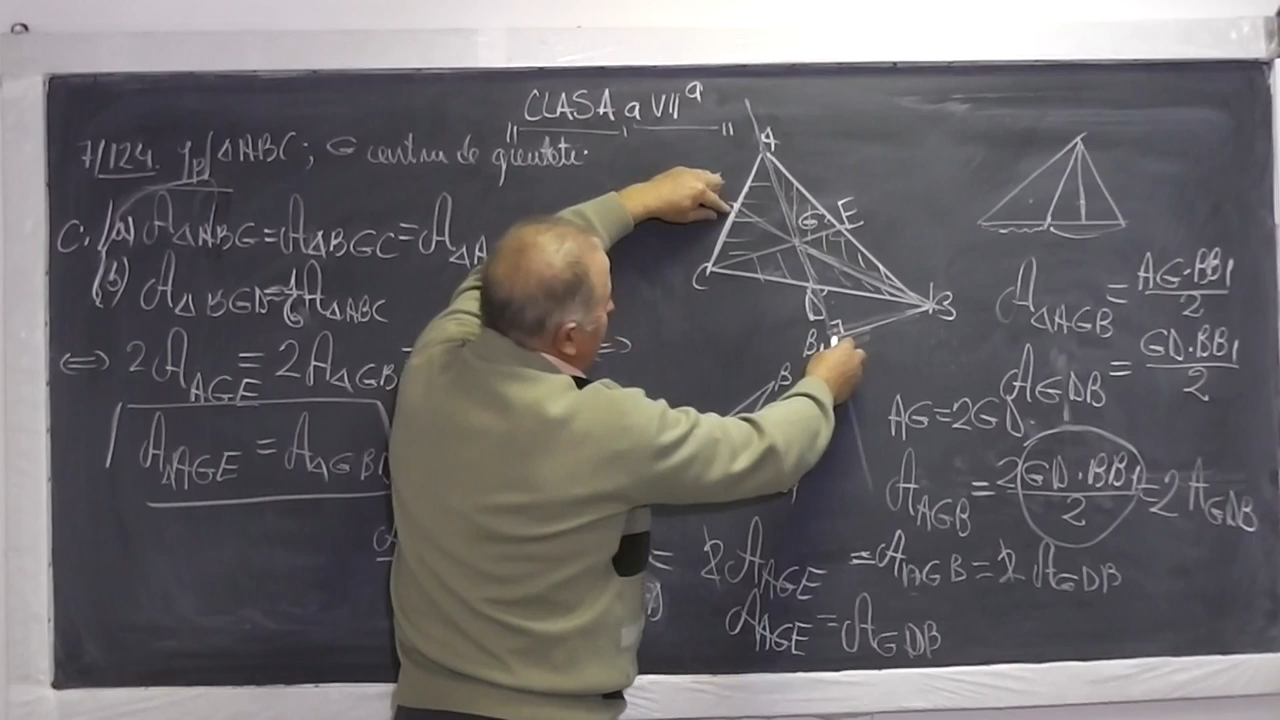 "CLASA a VII a"
7/124. Ip/ ΔABC; G centru de
C. (a) A ΔABG = A ΔBGC = A ΔA
(b) A ΔBGD = 1/6 A ΔABC
⇔ 2A AGE = 2A ΔGB ⇒
A ΔAGE = A ΔGB
A
G
E
C
D
B
B1
B
A ΔAGB = AG·BB1/2
A GDB = GD·BB1/2
AG = 2GD
A AGB = 2 GD·BB1/2 = 2 A GDB
= 2 A AGE = A AGB = 2 A GDB
A AGE = A GDB